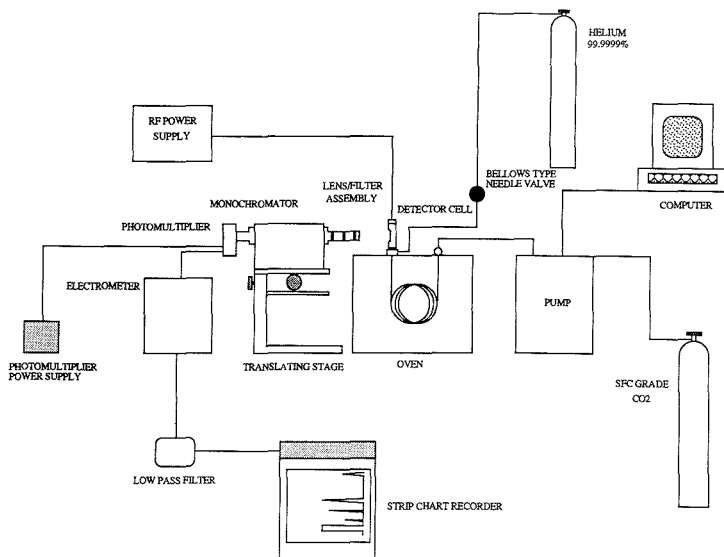 HELIUM
99.9999%
RF POWER
SUPPLY
LENS/FILTER
ASSEMBLY
BELLOWS TYPE
NEEDLE VALVE
MONOCHROMATOR
DETECTOR CELL
COMPUTER
PHOTOMULTIPLIER
ELECTROMETER
PUMP
PHOTOMULTIPLIER
POWER SUPPLY
TRANSLATING STAGE
OVEN
SFC GRADE
CO2
LOW PASS FILTER
STRIP CHART RECORDER